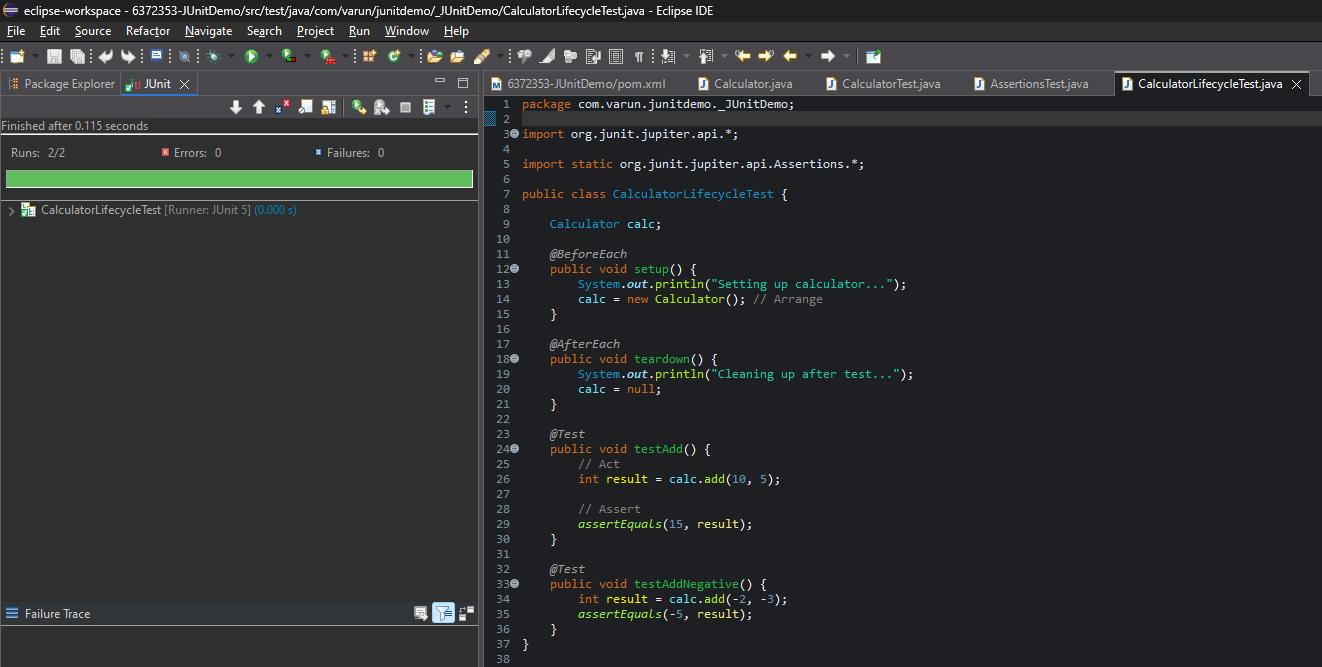 eclipse-workspace - 6372353-JUnitDemo/src/test/java/com/varun/junitdemo/_JUnitDemo/CalculatorLifecycleTest.java - Eclipse IDE
File Edit Source Refactor Navigate Search Project Run Window Help
Package Explorer JUnit
Finished after 0.115 seconds
Runs: 2/2 Errors: 0 Failures: 0
CalculatorLifecycleTest [Runner: JUnit 5] (0.000 s)
Failure Trace
6372353-JUnitDemo/pom.xml Calculator.java CalculatorTest.java AssertionsTest.java CalculatorLifecycleTest.java
1 package com.varun.junitdemo._JUnitDemo;
2
3 import org.junit.jupiter.api.*;
4
5 import static org.junit.jupiter.api.Assertions.*;
6
7 public class CalculatorLifecycleTest {
8
9     Calculator calc;
10
11     @BeforeEach
12     public void setup() {
13         System.out.println("Setting up calculator...");
14         calc = new Calculator(); // Arrange
15     }
16
17     @AfterEach
18     public void teardown() {
19         System.out.println("Cleaning up after test...");
20         calc = null;
21     }
22
23     @Test
24     public void testAdd() {
25         // Act
26         int result = calc.add(10, 5);
27
28         // Assert
29         assertEquals(15, result);
30     }
31
32     @Test
33     public void testAddNegative() {
34         int result = calc.add(-2, -3);
35         assertEquals(-5, result);
36     }
37 }
38